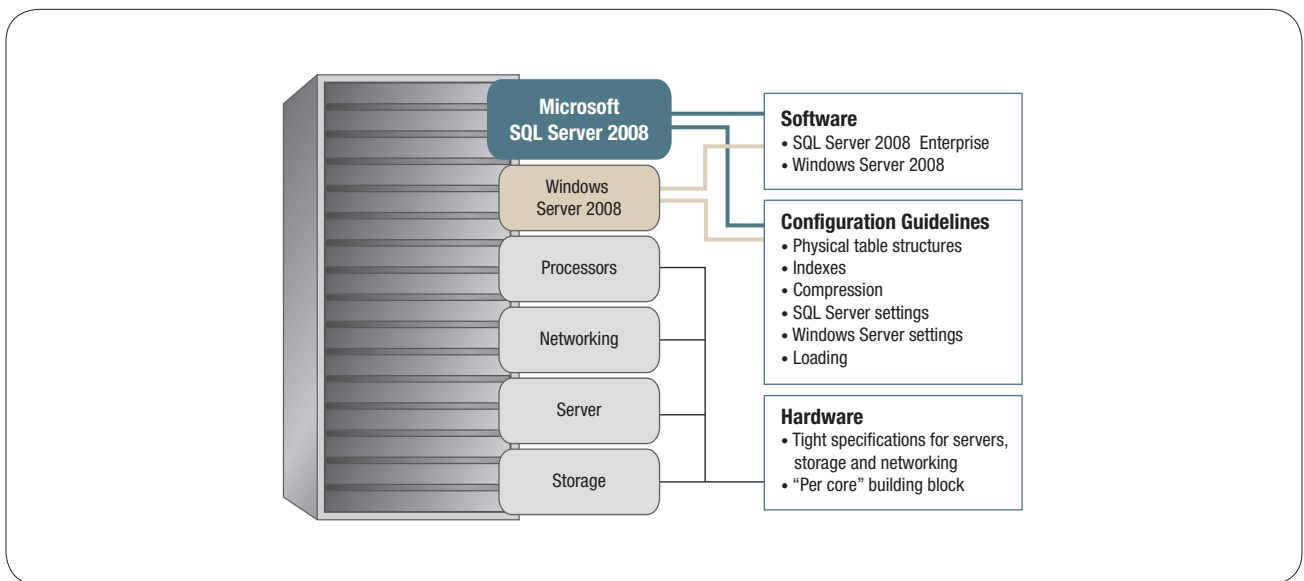 Microsoft
SQL Server 2008
Windows
Server 2008
Processors
Networking
Server
Storage
Software
• SQL Server 2008 Enterprise
• Windows Server 2008
Configuration Guidelines
• Physical table structures
• Indexes
• Compression
• SQL Server settings
• Windows Server settings
• Loading
Hardware
• Tight specifications for servers,
storage and networking
• “Per core” building block